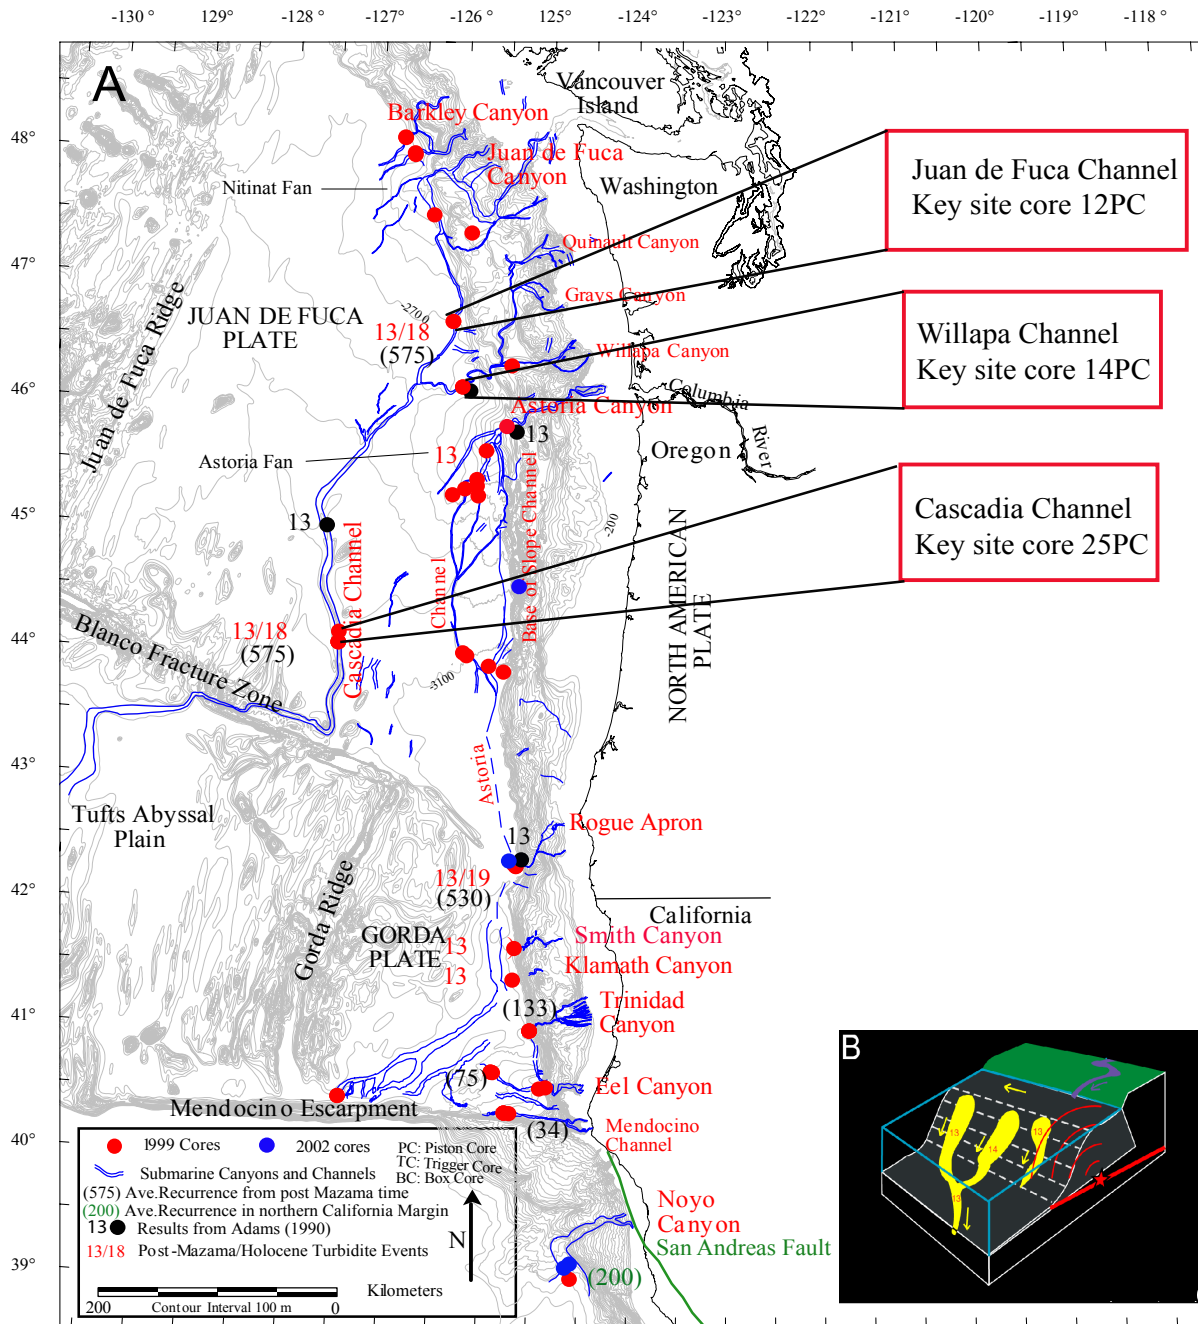 -130° -129° -128° -127° -126° -125° -124° -123° -122° -121° -120° -119° -118°
A
Vancouver
Island
Barkley Canyon
48°
Juan de Fuca
Canyon
Nitinat Fan
Washington
Juan de Fuca Channel
Key site core 12PC
Quinault Canyon
47°
Grays Canyon
-2700
JUAN DE FUCA
PLATE
13/18
(575)
Juan de Fuca Ridge
Willapa Canyon
Willapa Channel
Key site core 14PC
46°
Columbia
River
Astoria Canyon
13
13
Astoria Fan
Oregon
45°
13
Cascadia Channel
Channel
Base of Slope Channel
-200
NORTH AMERICAN
PLATE
Cascadia Channel
Key site core 25PC
44°
13/18
(575)
Blanco Fracture Zone
-3100
43°
Astoria
Tufts Abyssal
Plain
13
Rogue Apron
42°
13/19
(530)
California
Gorda Ridge
GORDA
PLATE
13
13
Smith Canyon
Klamath Canyon
41°
(133)
Trinidad
Canyon
(75)
Eel Canyon
Mendocino Escarpment
40°
(34)
Mendocino
Channel
1999 Cores
2002 cores
PC: Piston Core
TC: Trigger Core
BC: Box Core
Submarine Canyons and Channels
(575) Ave.Recurrence from post Mazama time
(200) Ave.Recurrence in northern California Margin
13 Results from Adams (1990)
13/18 Post-Mazama/Holocene Turbidite Events
N
Kilometers
200 Contour Interval 100 m 0
39°
Noyo
Canyon
San Andreas Fault
(200)
B
13
14
13
13